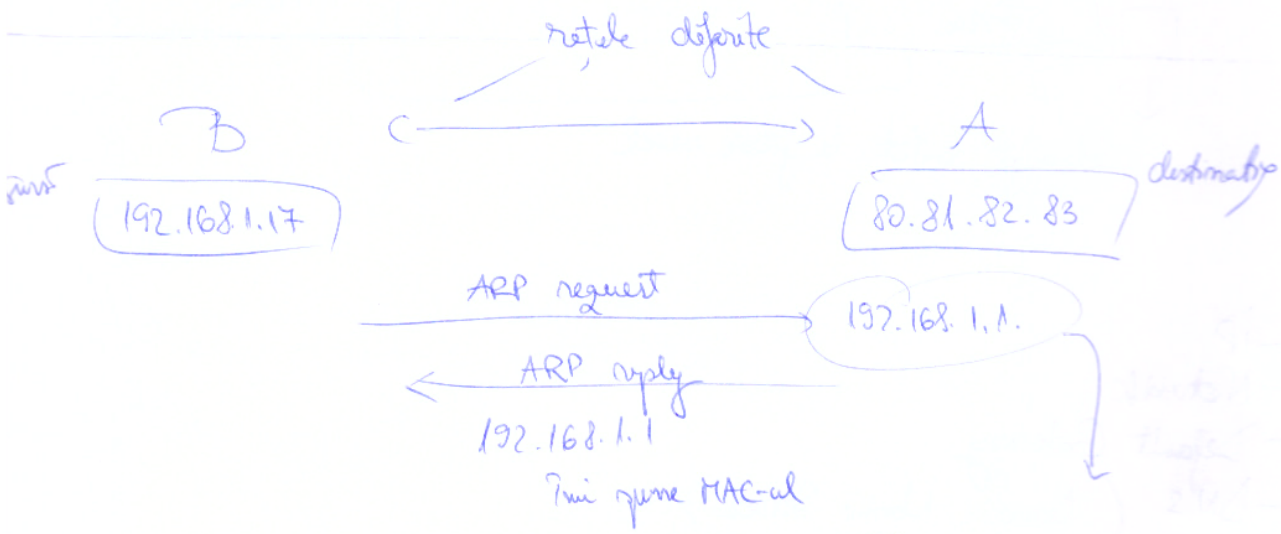 rețele diferite
B A
sursă destinație
192.168.1.17 80.81.82.83
ARP request
192.168.1.1.
ARP reply
192.168.1.1
Îmi spune MAC-ul